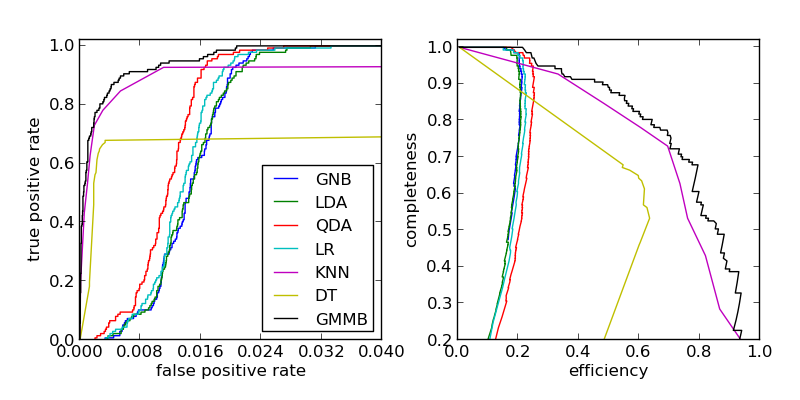 1.0
0.8
0.6
0.4
0.2
0.0
true positive rate
0.000 0.008 0.016 0.024 0.032 0.040
false positive rate
GNB
LDA
QDA
LR
KNN
DT
GMMB
1.0
0.9
0.8
0.7
0.6
0.5
0.4
0.3
0.2
completeness
0.0 0.2 0.4 0.6 0.8 1.0
efficiency